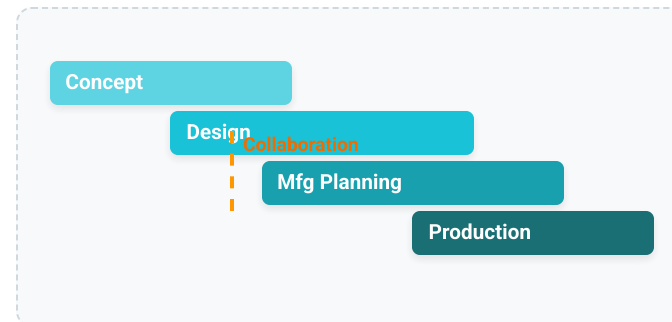 Concept
Design
Collaboration
Mfg Planning
Production